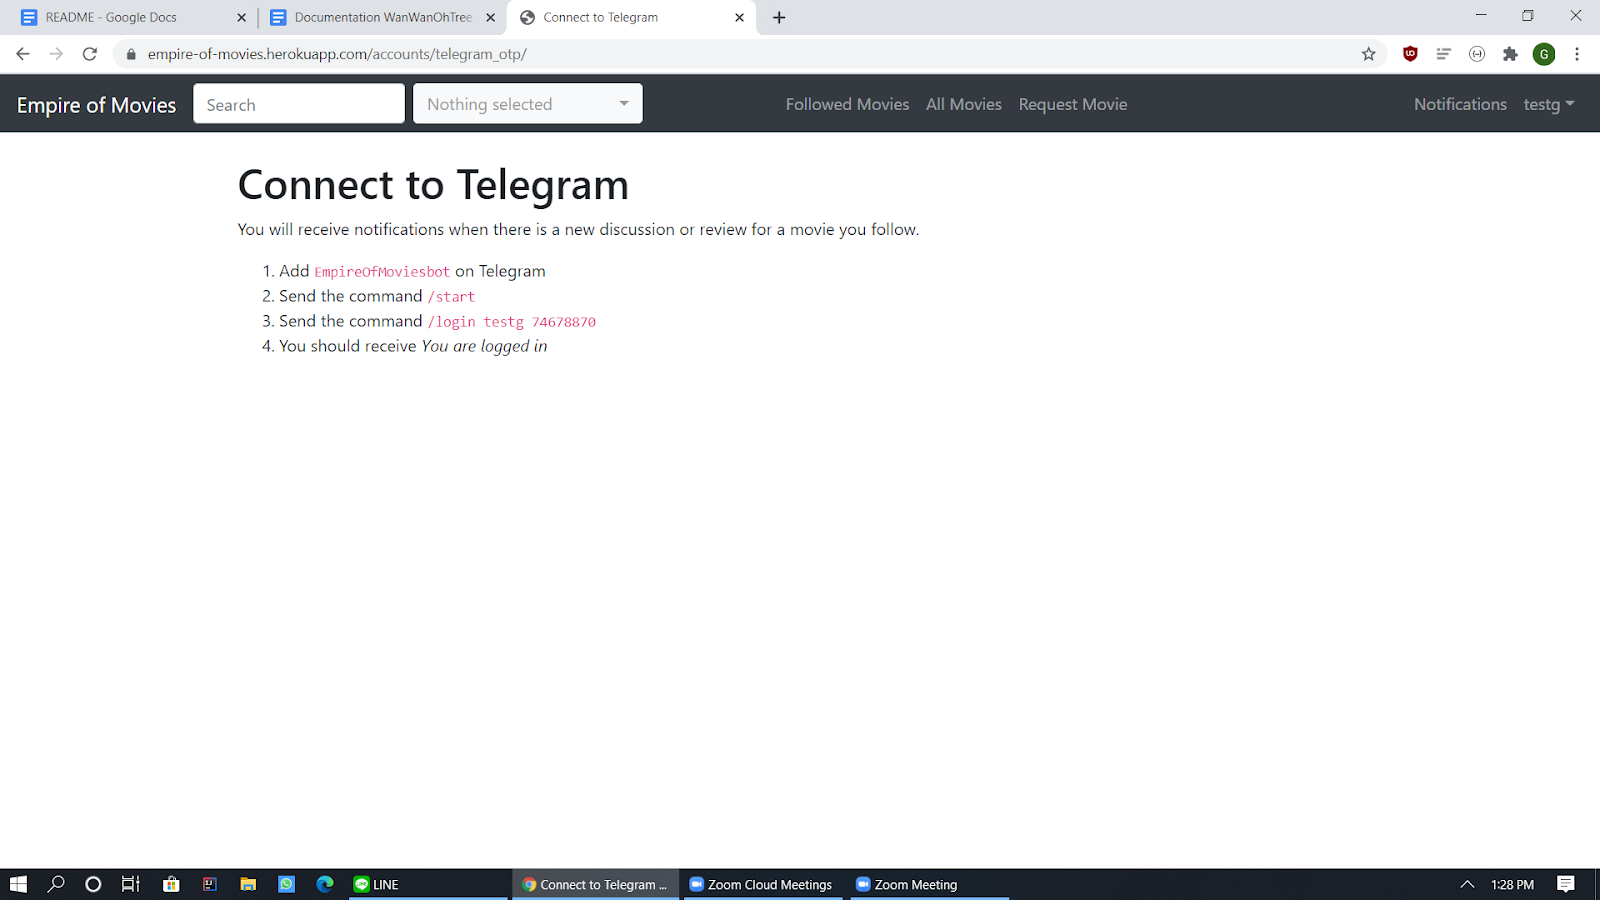 README - Google Docs
Documentation WanWanOhTree
Connect to Telegram
empire-of-movies.herokuapp.com/accounts/telegram_otp/
G
Empire of Movies
Search
Nothing selected
Followed Movies
All Movies
Request Movie
Notifications
testg
Connect to Telegram
You will receive notifications when there is a new discussion or review for a movie you follow.
1. Add EmpireOfMoviesbot on Telegram
2. Send the command /start
3. Send the command /login testg 74678870
4. You should receive You are logged in
LINE
Connect to Telegram ...
Zoom Cloud Meetings
Zoom Meeting
1:28 PM